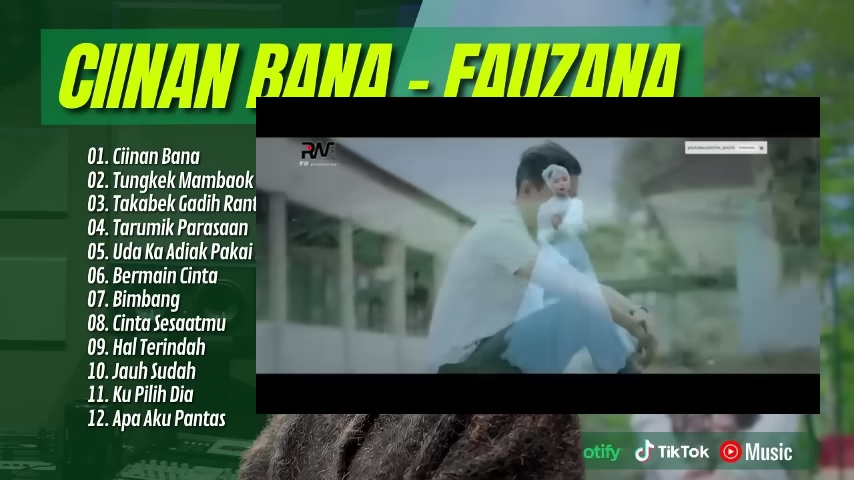 CIINAN BANA - FAUZANA
01. Ciinan Bana
02. Tungkek Mambaok
03. Takabek Gadih Rant
04. Tarumik Parasaan
05. Uda Ka Adiak Pakai
06. Bermain Cinta
07. Bimbang
08. Cinta Sesaatmu
09. Hal Terindah
10. Jauh Sudah
11. Ku Pilih Dia
12. Apa Aku Pantas
RW
otify TikTok Music